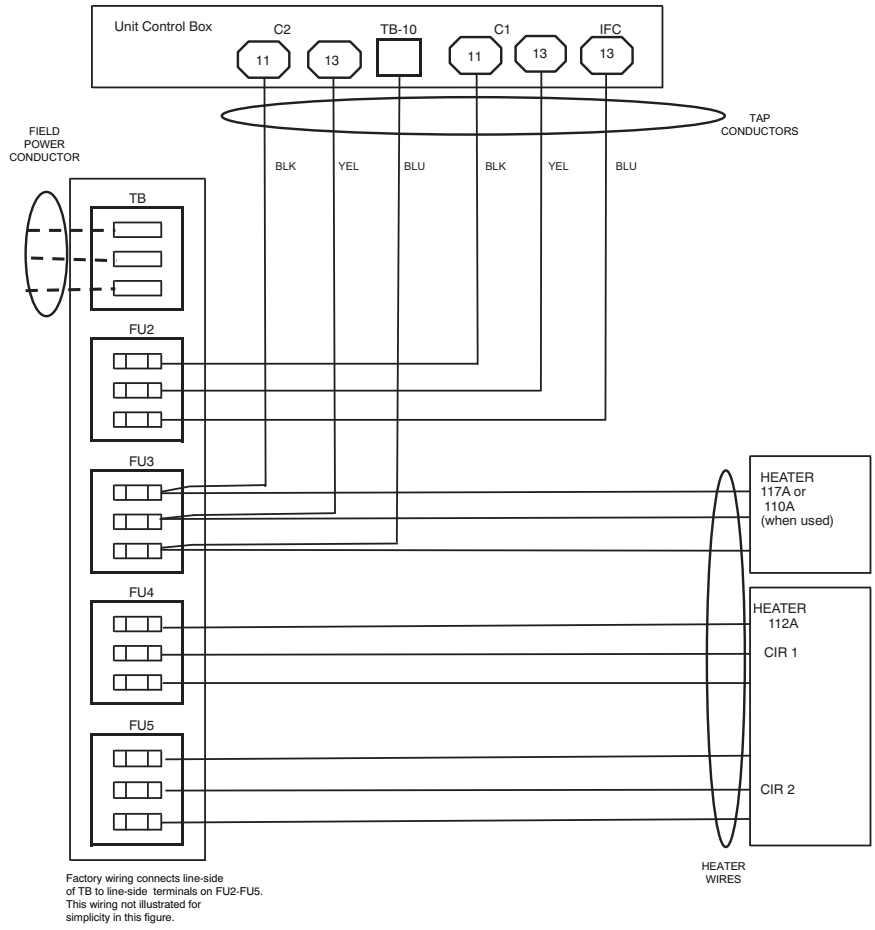 Unit Control Box
C2
TB-10
C1
IFC
11
13
11
13
13
TAP
CONDUCTORS
FIELD
POWER
CONDUCTOR
BLK
YEL
BLU
BLK
YEL
BLU
TB
FU2
FU3
HEATER
117A or
110A
(when used)
FU4
HEATER
112A
CIR 1
FU5
CIR 2
HEATER
WIRES
Factory wiring connects line-side
of TB to line-side terminals on FU2-FU5.
This wiring not illustrated for
simplicity in this figure.